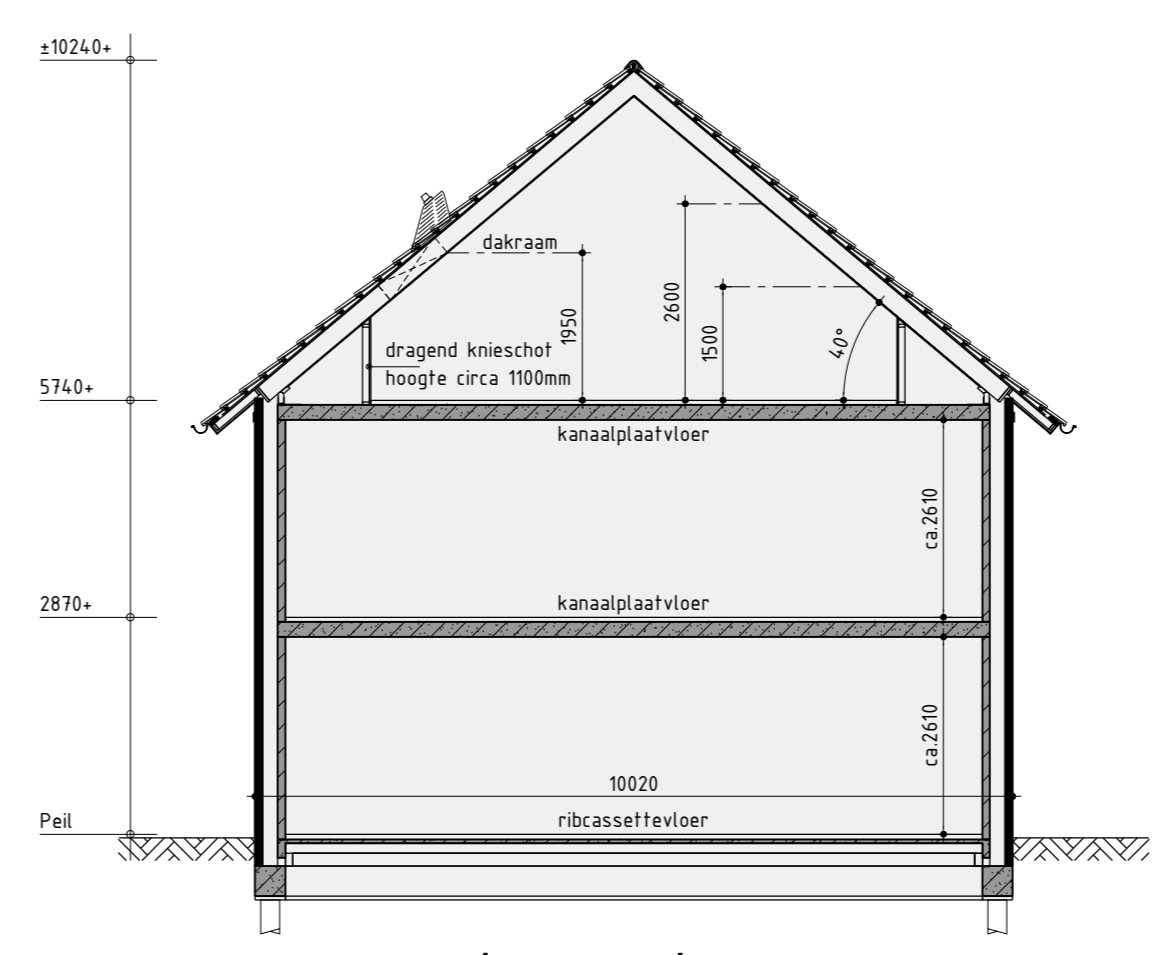 ±10240+
dakraam
2600
1950
1500
40°
dragend knieschot
hoogte circa 1100mm
5740+
kanaalplaatvloer
ca.2610
2870+
kanaalplaatvloer
ca.2610
10020
Peil
ribcassettevloer